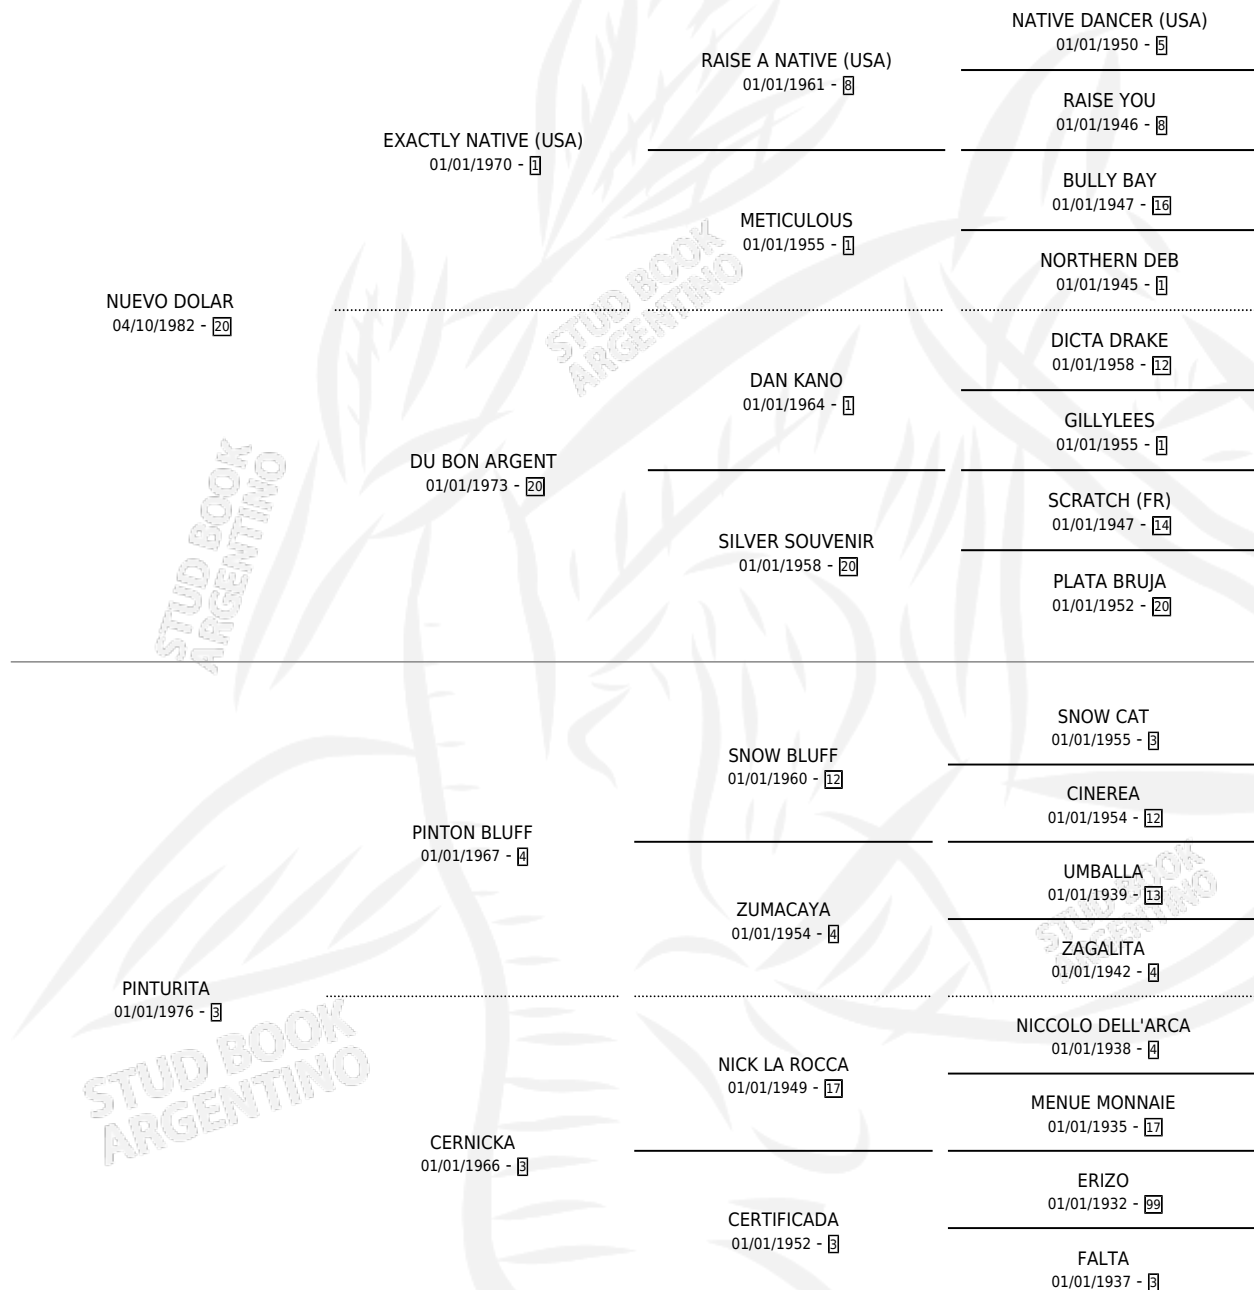 NATIVE DANCER (USA)
01/01/1950 - 5
RAISE A NATIVE (USA)
01/01/1961 - 8
RAISE YOU
01/01/1946 - 8
EXACTLY NATIVE (USA)
01/01/1970 - 1
BULLY BAY
01/01/1947 - 16
METICULOUS
01/01/1955 - 1
NORTHERN DEB
01/01/1945 - 1
NUEVO DOLAR
04/10/1982 - 20
DICTA DRAKE
01/01/1958 - 12
DAN KANO
01/01/1964 - 1
GILLYLEES
01/01/1955 - 1
DU BON ARGENT
01/01/1973 - 20
SCRATCH (FR)
01/01/1947 - 14
SILVER SOUVENIR
01/01/1958 - 20
PLATA BRUJA
01/01/1952 - 20
SNOW CAT
01/01/1955 - 3
SNOW BLUFF
01/01/1960 - 12
CINEREA
01/01/1954 - 12
PINTON BLUFF
01/01/1967 - 4
UMBALLA
01/01/1939 - 13
ZUMACAYA
01/01/1954 - 4
ZAGALITA
01/01/1942 - 4
PINTURITA
01/01/1976 - 3
NICCOLO DELL'ARCA
01/01/1938 - 4
NICK LA ROCCA
01/01/1949 - 17
MENUE MONNAIE
01/01/1935 - 17
CERNICKA
01/01/1966 - 3
ERIZO
01/01/1932 - 99
CERTIFICADA
01/01/1952 - 3
FALTA
01/01/1937 - 3
STUD BOOK
ARGENTINO
STUD BOOK
ARGENTINO
STUD BOOK
ARGENTINO
STUD BOOK
ARGENTINO